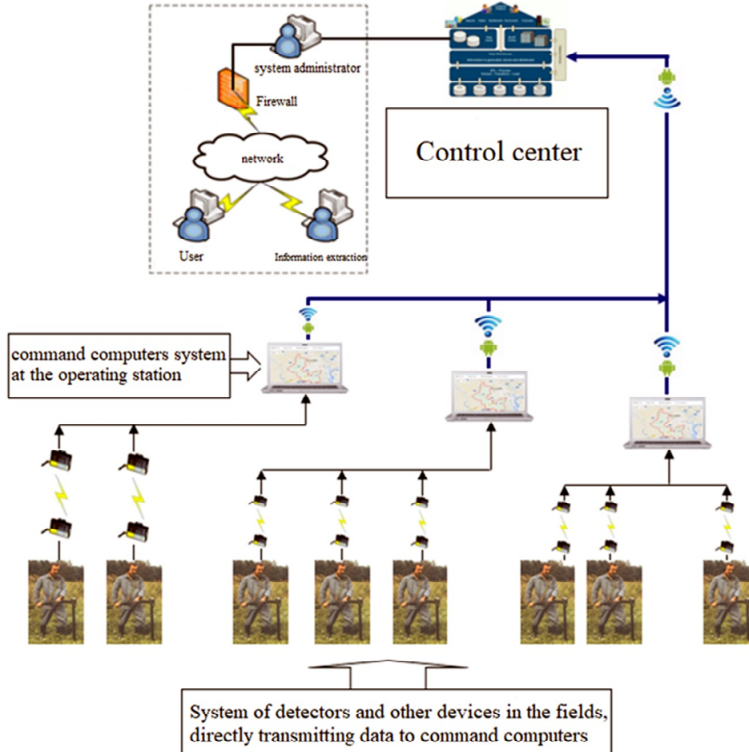 system administrator
Firewall
network
User
Information extraction
Control center
command computers system
at the operating station
System of detectors and other devices in the fields,
directly transmitting data to command computers